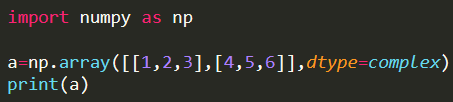 import numpy as np
a=np.array([[1,2,3],[4,5,6]],dtype=complex)
print(a)